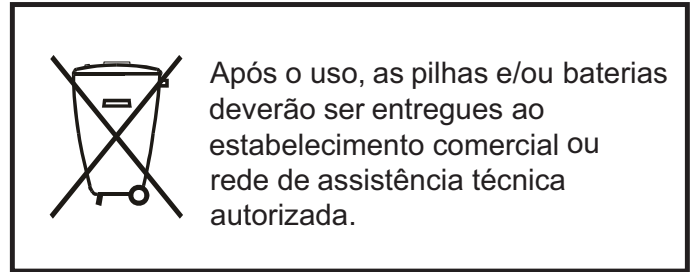 Após o uso, as pilhas e/ou baterias
deverão ser entregues ao
estabelecimento comercial ou
rede de assistência técnica
autorizada.